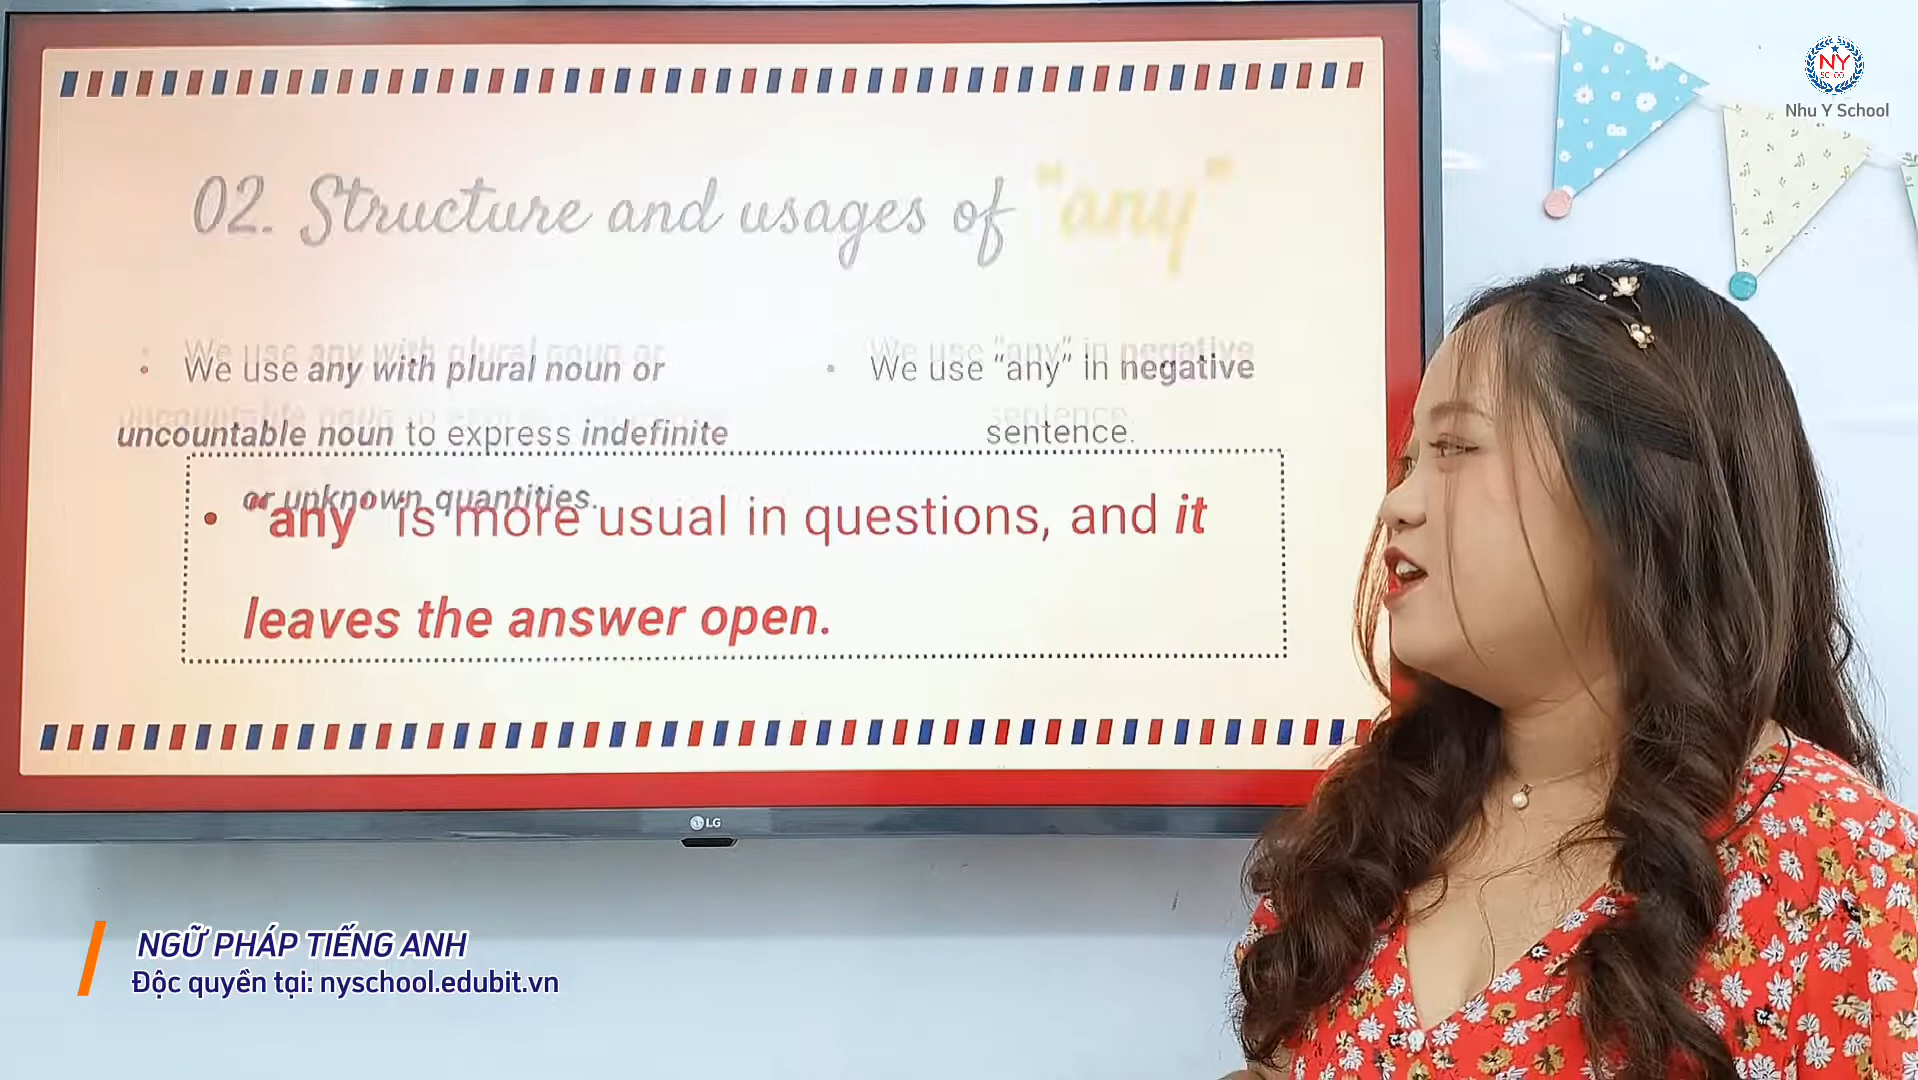 NY
SCHOOL
Nhu Y School
02. Structure and usages of "any"
• We use any with plural noun or
uncountable noun to express indefinite
or unknown quantities.
• We use "any" in negative
sentence.
• "any" is more usual in questions, and it
leaves the answer open.
LG
NGỮ PHÁP TIẾNG ANH
Độc quyền tại: nyschool.edubit.vn